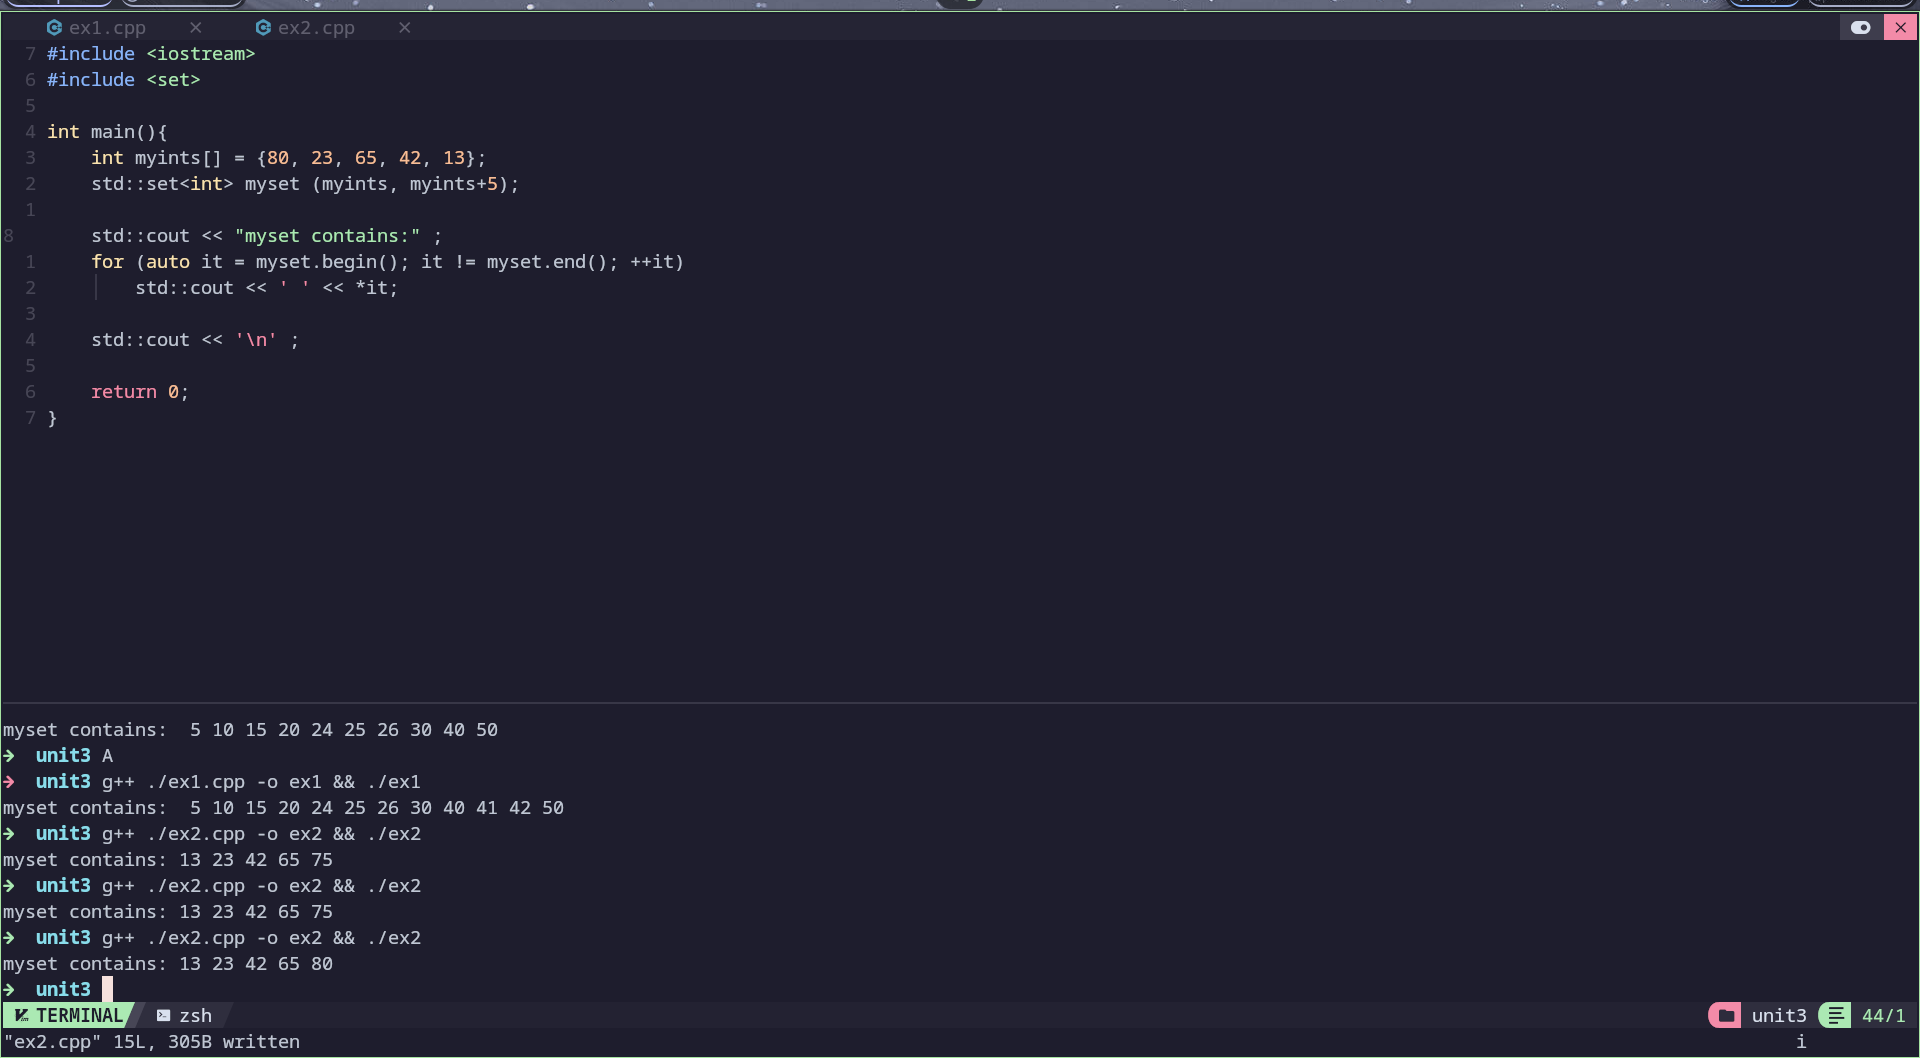 ex1.cpp ex2.cpp
7 #include <iostream>
6 #include <set>
5
4 int main(){
3     int myints[] = {80, 23, 65, 42, 13};
2     std::set<int> myset (myints, myints+5);
1
8     std::cout << "myset contains:" ;
1     for (auto it = myset.begin(); it != myset.end(); ++it)
2         std::cout << ' ' << *it;
3
4     std::cout << '\n' ;
5
6     return 0;
7 }
myset contains:  5 10 15 20 24 25 26 30 40 50
➜  unit3 A
➜  unit3 g++ ./ex1.cpp -o ex1 && ./ex1
myset contains:  5 10 15 20 24 25 26 30 40 41 42 50
➜  unit3 g++ ./ex2.cpp -o ex2 && ./ex2
myset contains: 13 23 42 65 75
➜  unit3 g++ ./ex2.cpp -o ex2 && ./ex2
myset contains: 13 23 42 65 75
➜  unit3 g++ ./ex2.cpp -o ex2 && ./ex2
myset contains: 13 23 42 65 80
➜  unit3
TERMINAL zsh unit3 44/1
"ex2.cpp" 15L, 305B written i